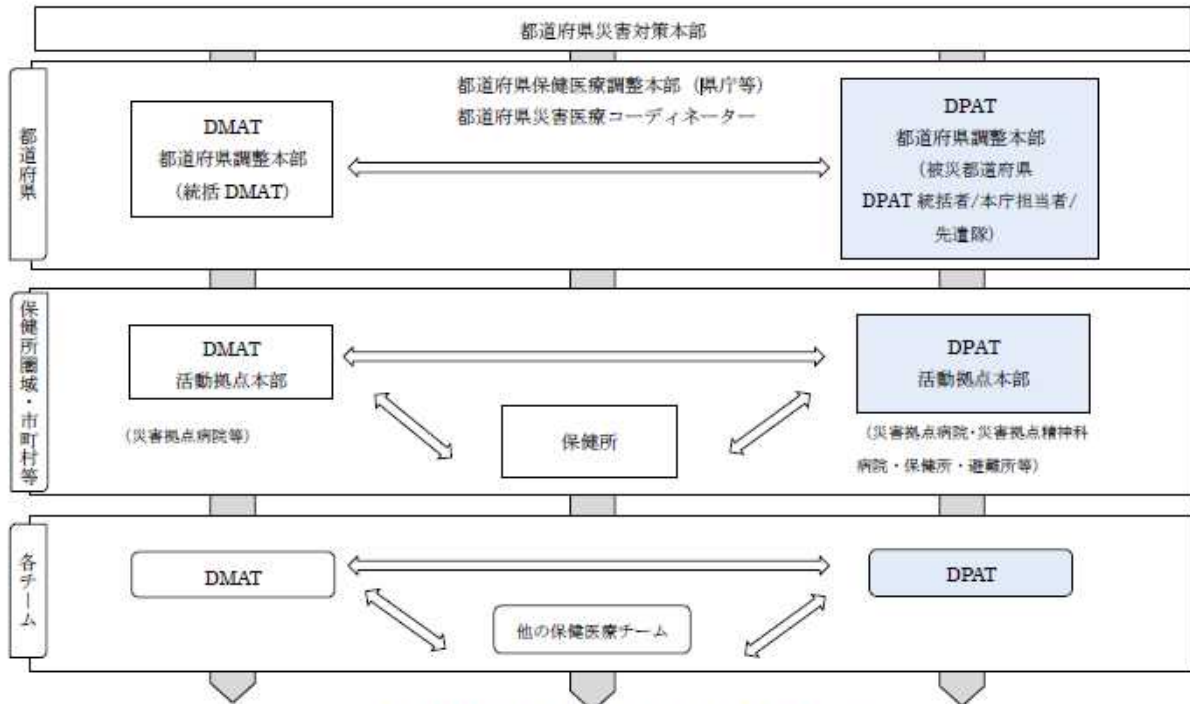 都道府県災害対策本部
都道府県
都道府県保健医療調整本部（県庁等）
都道府県災害医療コーディネーター
DMAT
都道府県調整本部
（統括 DMAT）
DPAT
都道府県調整本部
（被災都道府県
DPAT 統括者/本庁担当者/
先遣隊）
保健所圏域・市町村等
DMAT
活動拠点本部
（災害拠点病院等）
保健所
DPAT
活動拠点本部
（災害拠点病院・災害拠点精神科
病院・保健所・避難所等）
各チーム
DMAT
他の保健医療チーム
DPAT